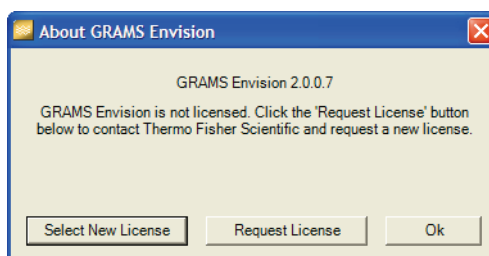 About GRAMS Envision
GRAMS Envision 2.0.0.7
GRAMS Envision is not licensed. Click the 'Request License' button
below to contact Thermo Fisher Scientific and request a new license.
Select New License Request License Ok